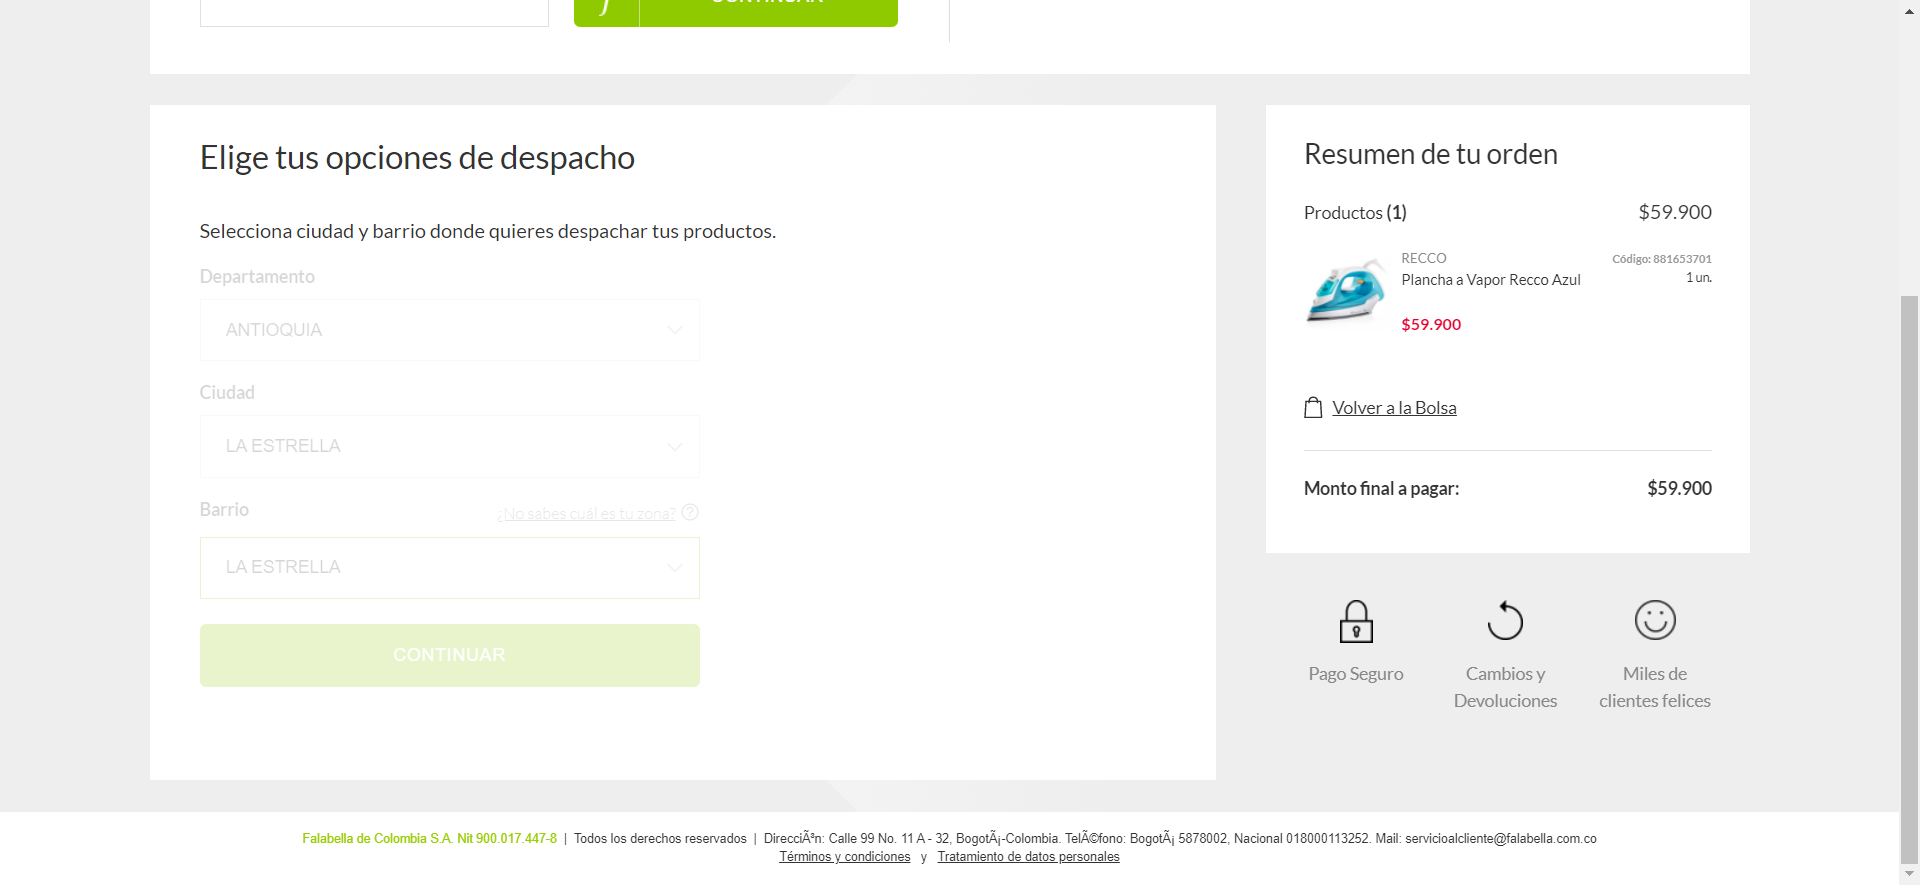 CONTINUAR
Elige tus opciones de despacho
Selecciona ciudad y barrio donde quieres despachar tus productos.
Departamento
ANTIOQUIA
Ciudad
LA ESTRELLA
Barrio
¿No sabes cuál es tu zona? ?
LA ESTRELLA
CONTINUAR
Resumen de tu orden
Productos (1) $59.900
RECCO Código: 881653701
Plancha a Vapor Recco Azul 1 un.
$59.900
Volver a la Bolsa
Monto final a pagar: $59.900
Pago Seguro
Cambios y
Devoluciones
Miles de
clientes felices
Falabella de Colombia S.A. Nit 900.017.447-8 | Todos los derechos reservados | DirecciÃªn: Calle 99 No. 11 A - 32, BogotÃ¡-Colombia. TelÃ©fono: BogotÃ¡ 5878002, Nacional 018000113252. Mail: servicioalcliente@falabella.com.co
Términos y condiciones y Tratamiento de datos personales